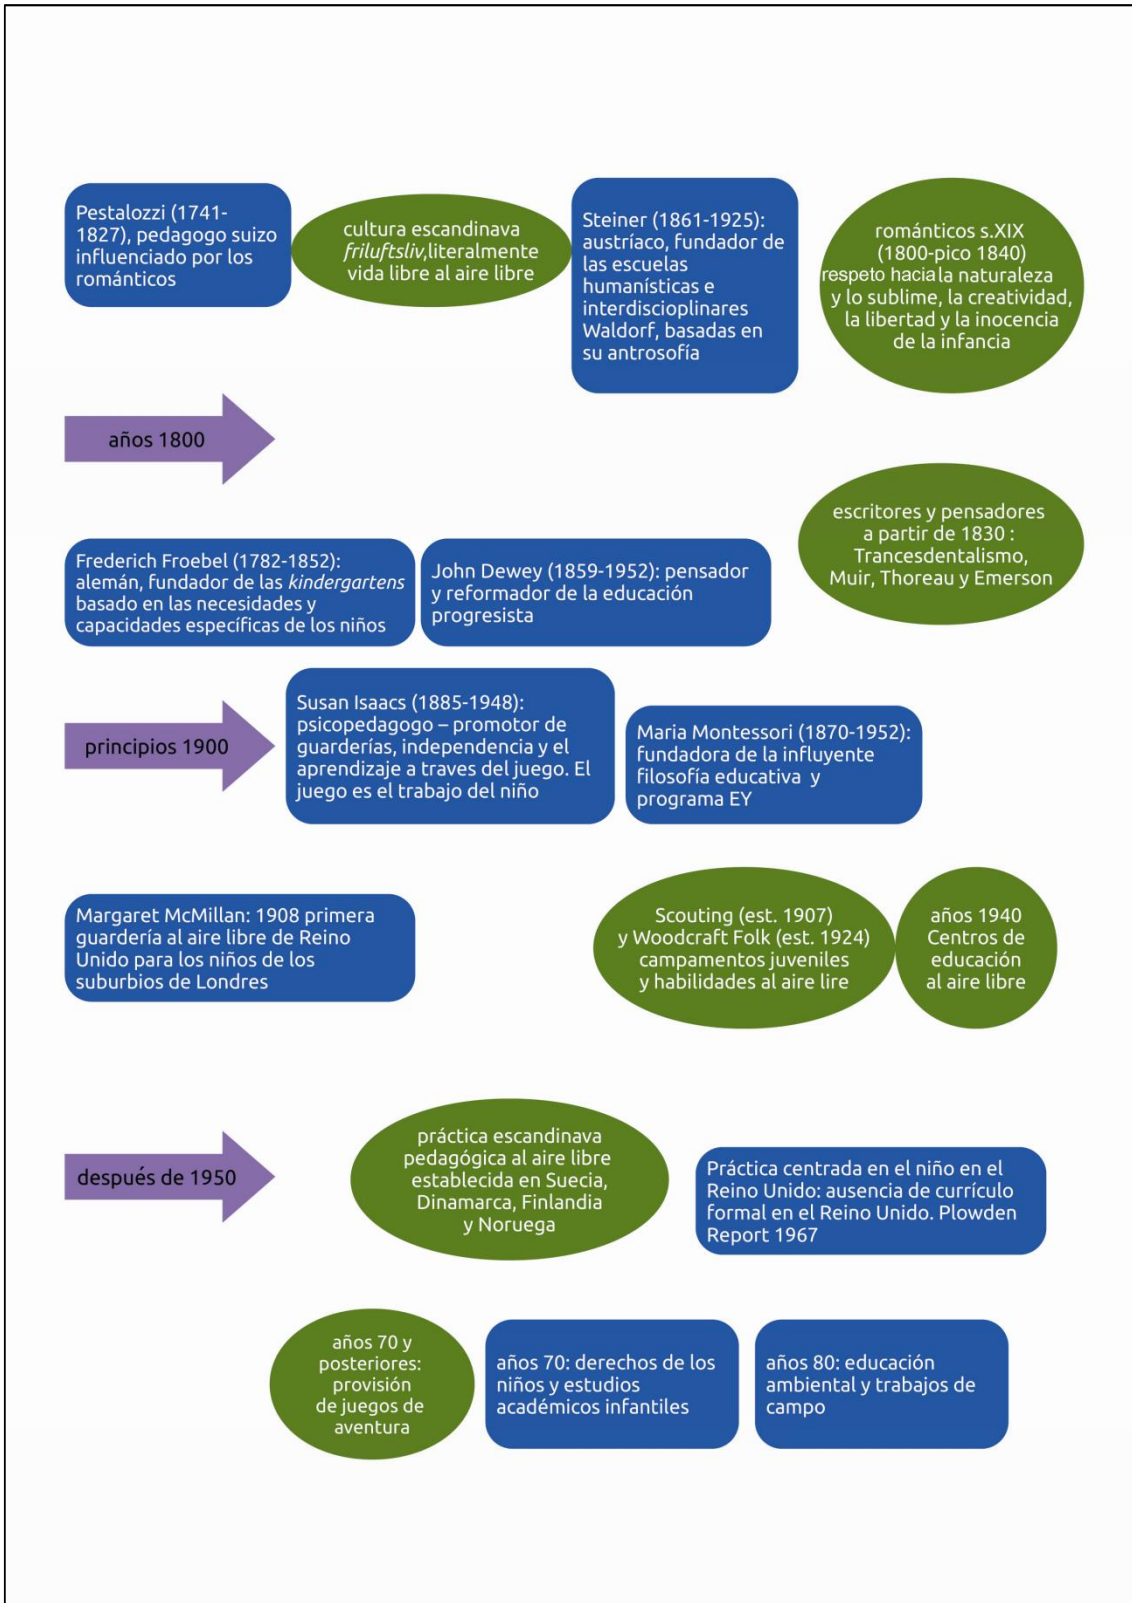 Pestalozzi (1741-
1827), pedagogo suizo
influenciado por los
románticos
cultura escandinava
friluftsliv,literalmente
vida libre al aire libre
Steiner (1861-1925):
austríaco, fundador de
las escuelas
humanísticas e
interdiscioplinares
Waldorf, basadas en
su antrosofía
románticos s.XIX
(1800-pico 1840)
respeto hacia la naturaleza
y lo sublime, la creatividad,
la libertad y la inocencia
de la infancia
años 1800
escritores y pensadores
a partir de 1830 :
Trancesdentalismo,
Muir, Thoreau y Emerson
Frederich Froebel (1782-1852):
alemán, fundador de las kindergartens
basado en las necesidades y
capacidades específicas de los niños
John Dewey (1859-1952): pensador
y reformador de la educación
progresista
principios 1900
Susan Isaacs (1885-1948):
psicopedagogo – promotor de
guarderías, independencia y el
aprendizaje a traves del juego. El
juego es el trabajo del niño
Maria Montessori (1870-1952):
fundadora de la influyente
filosofía educativa y
programa EY
Margaret McMillan: 1908 primera
guardería al aire libre de Reino
Unido para los niños de los
suburbios de Londres
Scouting (est. 1907)
y Woodcraft Folk (est. 1924)
campamentos juveniles
y habilidades al aire lire
años 1940
Centros de
educación
al aire libre
después de 1950
práctica escandinava
pedagógica al aire libre
establecida en Suecia,
Dinamarca, Finlandia
y Noruega
Práctica centrada en el niño en el
Reino Unido: ausencia de currículo
formal en el Reino Unido. Plowden
Report 1967
años 70 y
posteriores:
provisión
de juegos de
aventura
años 70: derechos de los
niños y estudios
académicos infantiles
años 80: educación
ambiental y trabajos de
campo